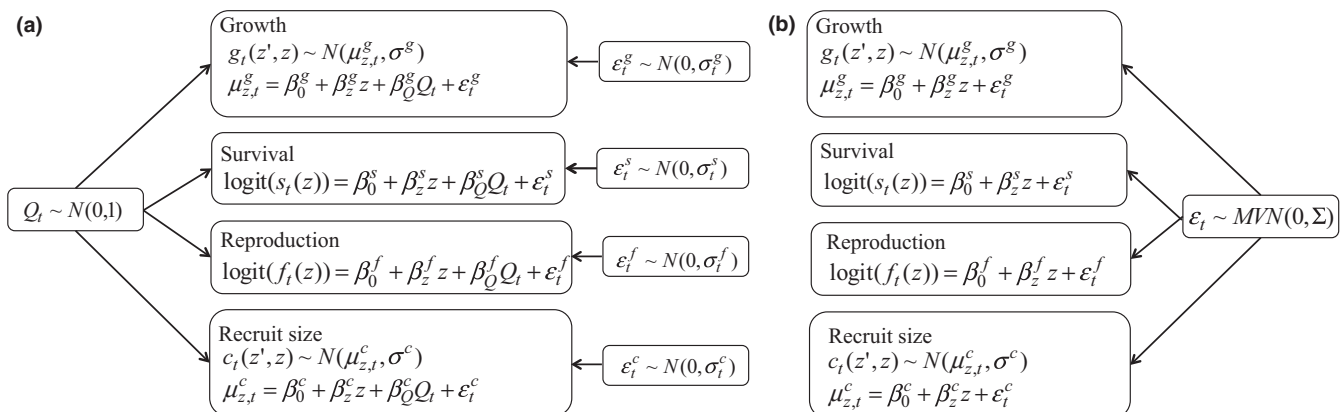 (a)
Growth
g_t(z',z) ~ N(μ^g_{z,t},σ^g)
μ^g_{z,t} = β^g_0 + β^g_z z + β^g_Q Q_t + ε^g_t
ε^g_t ~ N(0,σ^g_t)
Survival
logit(s_t(z)) = β^s_0 + β^s_z z + β^s_Q Q_t + ε^s_t
ε^s_t ~ N(0,σ^s_t)
Q_t ~ N(0,1)
Reproduction
logit(f_t(z)) = β^f_0 + β^f_z z + β^f_Q Q_t + ε^f_t
ε^f_t ~ N(0,σ^f_t)
Recruit size
c_t(z',z) ~ N(μ^c_{z,t},σ^c)
μ^c_{z,t} = β^c_0 + β^c_z z + β^c_Q Q_t + ε^c_t
ε^c_t ~ N(0,σ^c_t)
(b)
Growth
g_t(z',z) ~ N(μ^g_{z,t},σ^g)
μ^g_{z,t} = β^g_0 + β^g_z z + ε^g_t
Survival
logit(s_t(z)) = β^s_0 + β^s_z z + ε^s_t
ε_t ~ MVN(0,Σ)
Reproduction
logit(f_t(z)) = β^f_0 + β^f_z z + ε^f_t
Recruit size
c_t(z',z) ~ N(μ^c_{z,t},σ^c)
μ^c_{z,t} = β^c_0 + β^c_z z + ε^c_t